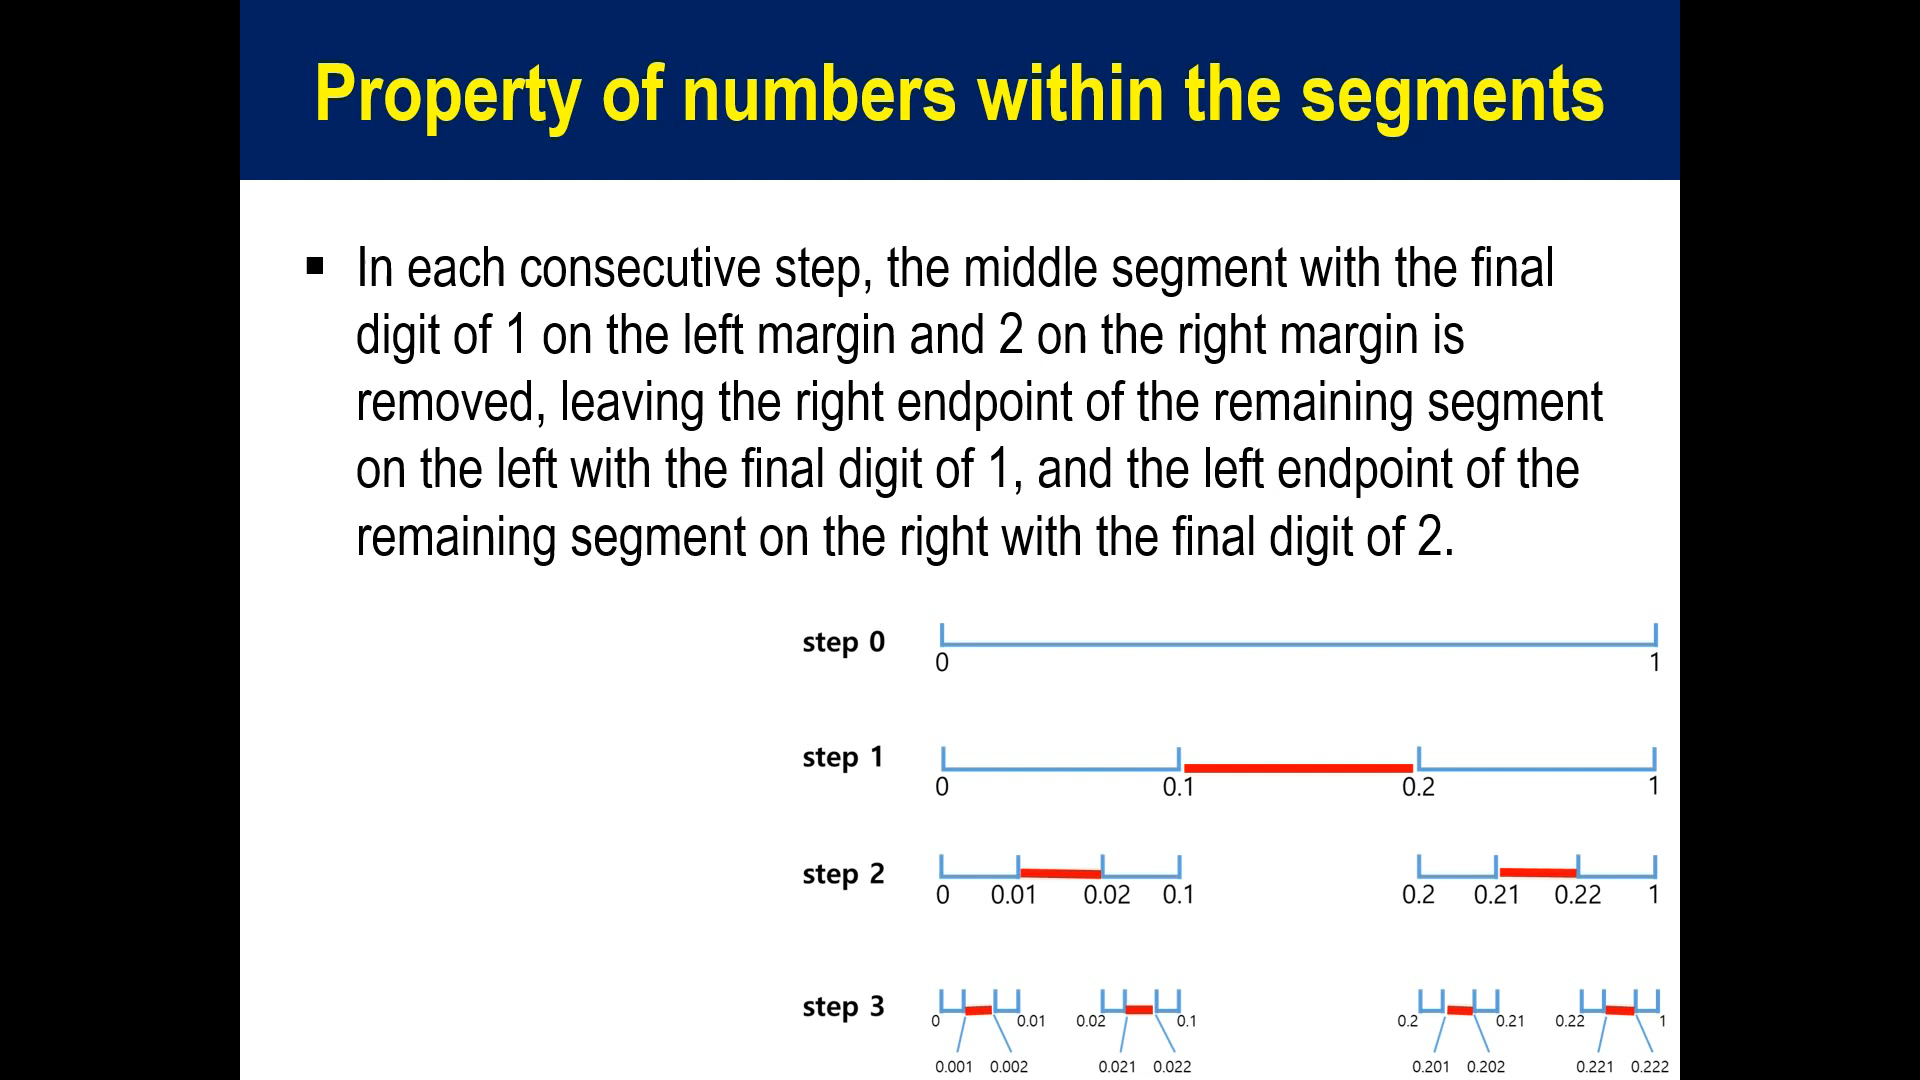 Property of numbers within the segments
▪ In each consecutive step, the middle segment with the final
digit of 1 on the left margin and 2 on the right margin is
removed, leaving the right endpoint of the remaining segment
on the left with the final digit of 1, and the left endpoint of the
remaining segment on the right with the final digit of 2.
step 0
0 1
step 1
0 0.1 0.2 1
step 2
0 0.01 0.02 0.1 0.2 0.21 0.22 1
step 3
0 0.01 0.02 0.1 0.2 0.21 0.22 1
0.001 0.002 0.021 0.022 0.201 0.202 0.221 0.222